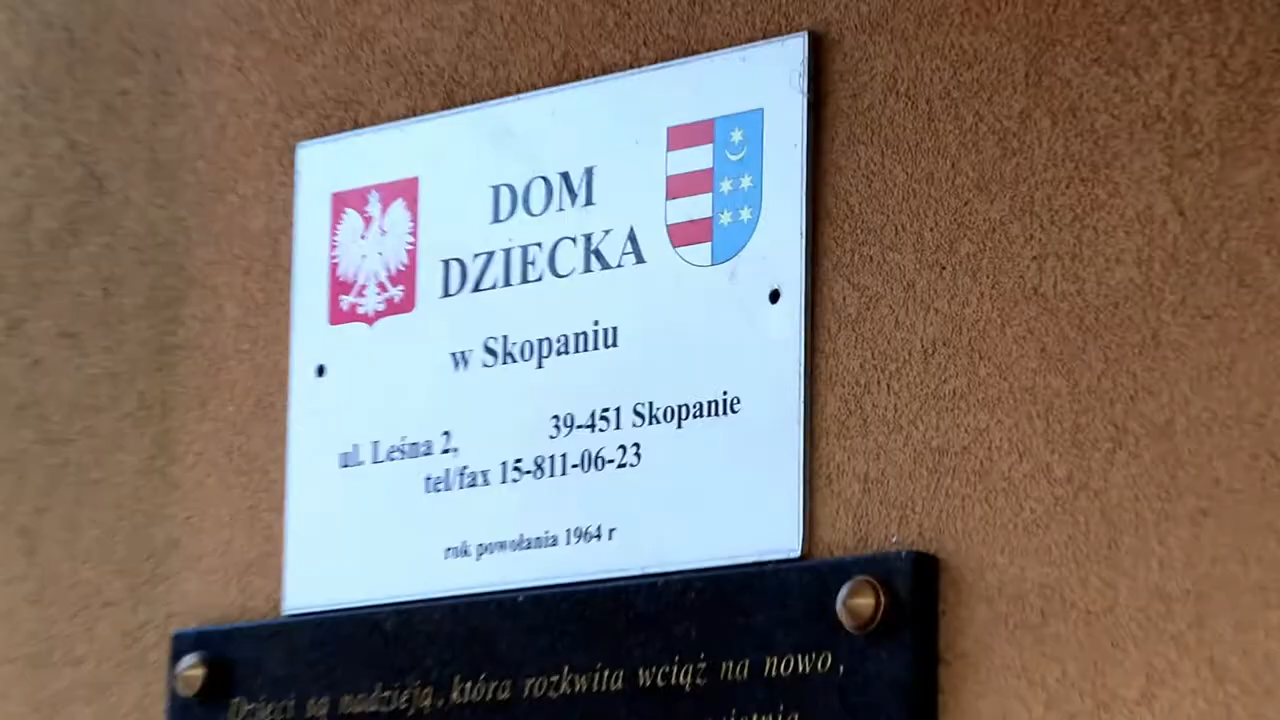 DOM
DZIECKA
w Skopaniu
ul. Leśna 2, 39-451 Skopanie
tel/fax 15-811-06-23
rok powołania 1964 r
Dzieci są nadzieją, która rozkwita wciąż na nowo,